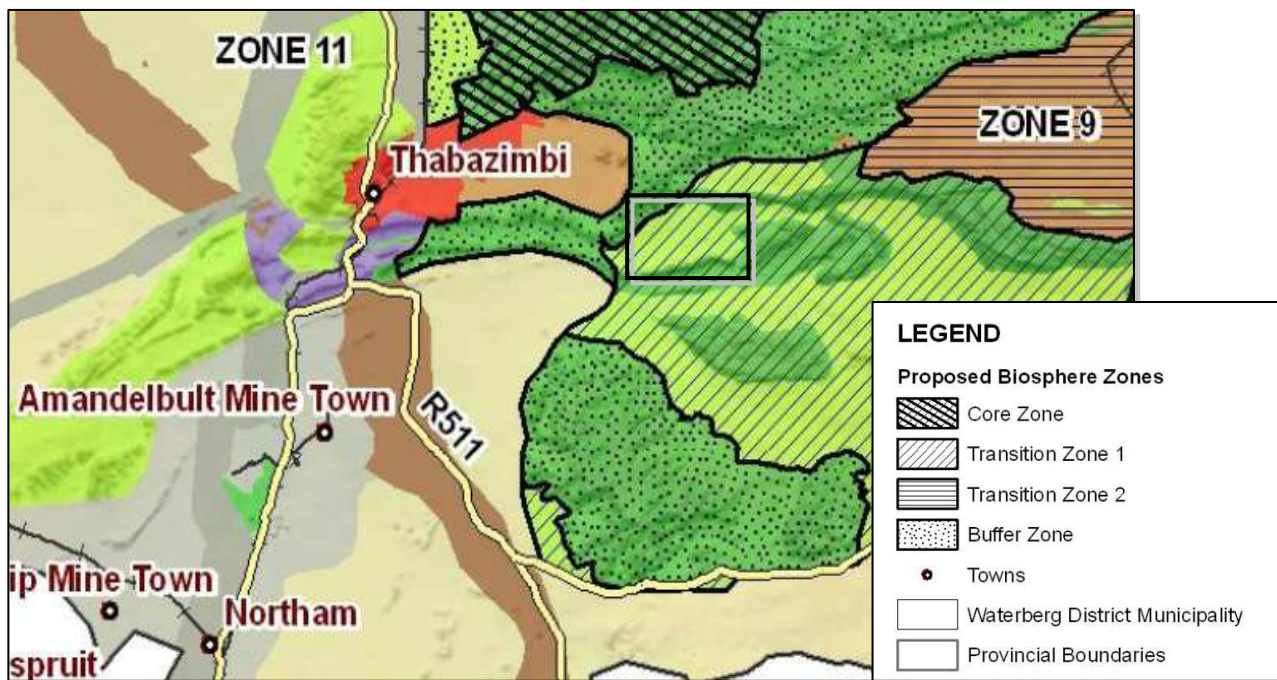 ZONE 11
Thabazimbi
ZONE 9
Amandelbult Mine Town
R511
ip Mine Town
Northam
spruit
LEGEND
Proposed Biosphere Zones
Core Zone
Transition Zone 1
Transition Zone 2
Buffer Zone
Towns
Waterberg District Municipality
Provincial Boundaries